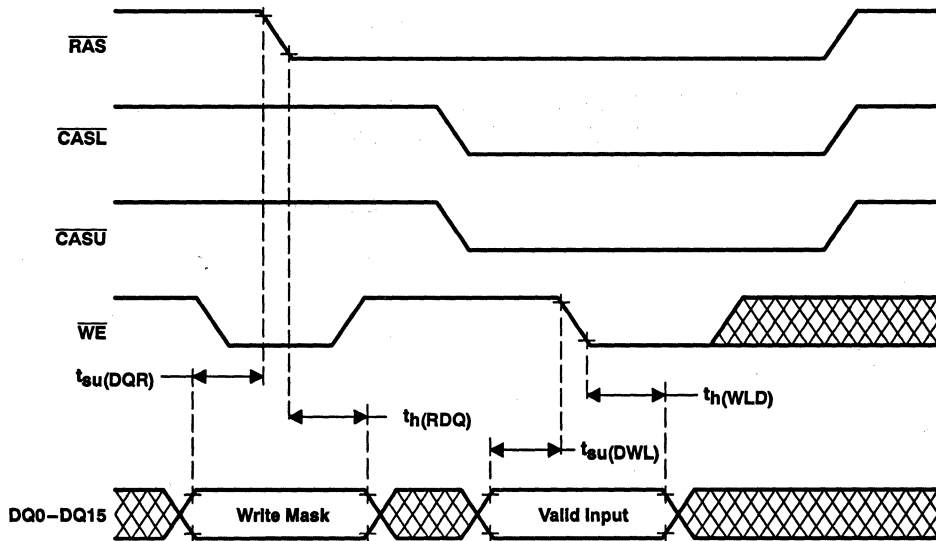 RAS
CASL
CASU
WE
tsu(DQR)
th(RDQ)
th(WLD)
tsu(DWL)
DQ0–DQ15
Write Mask
Valid Input